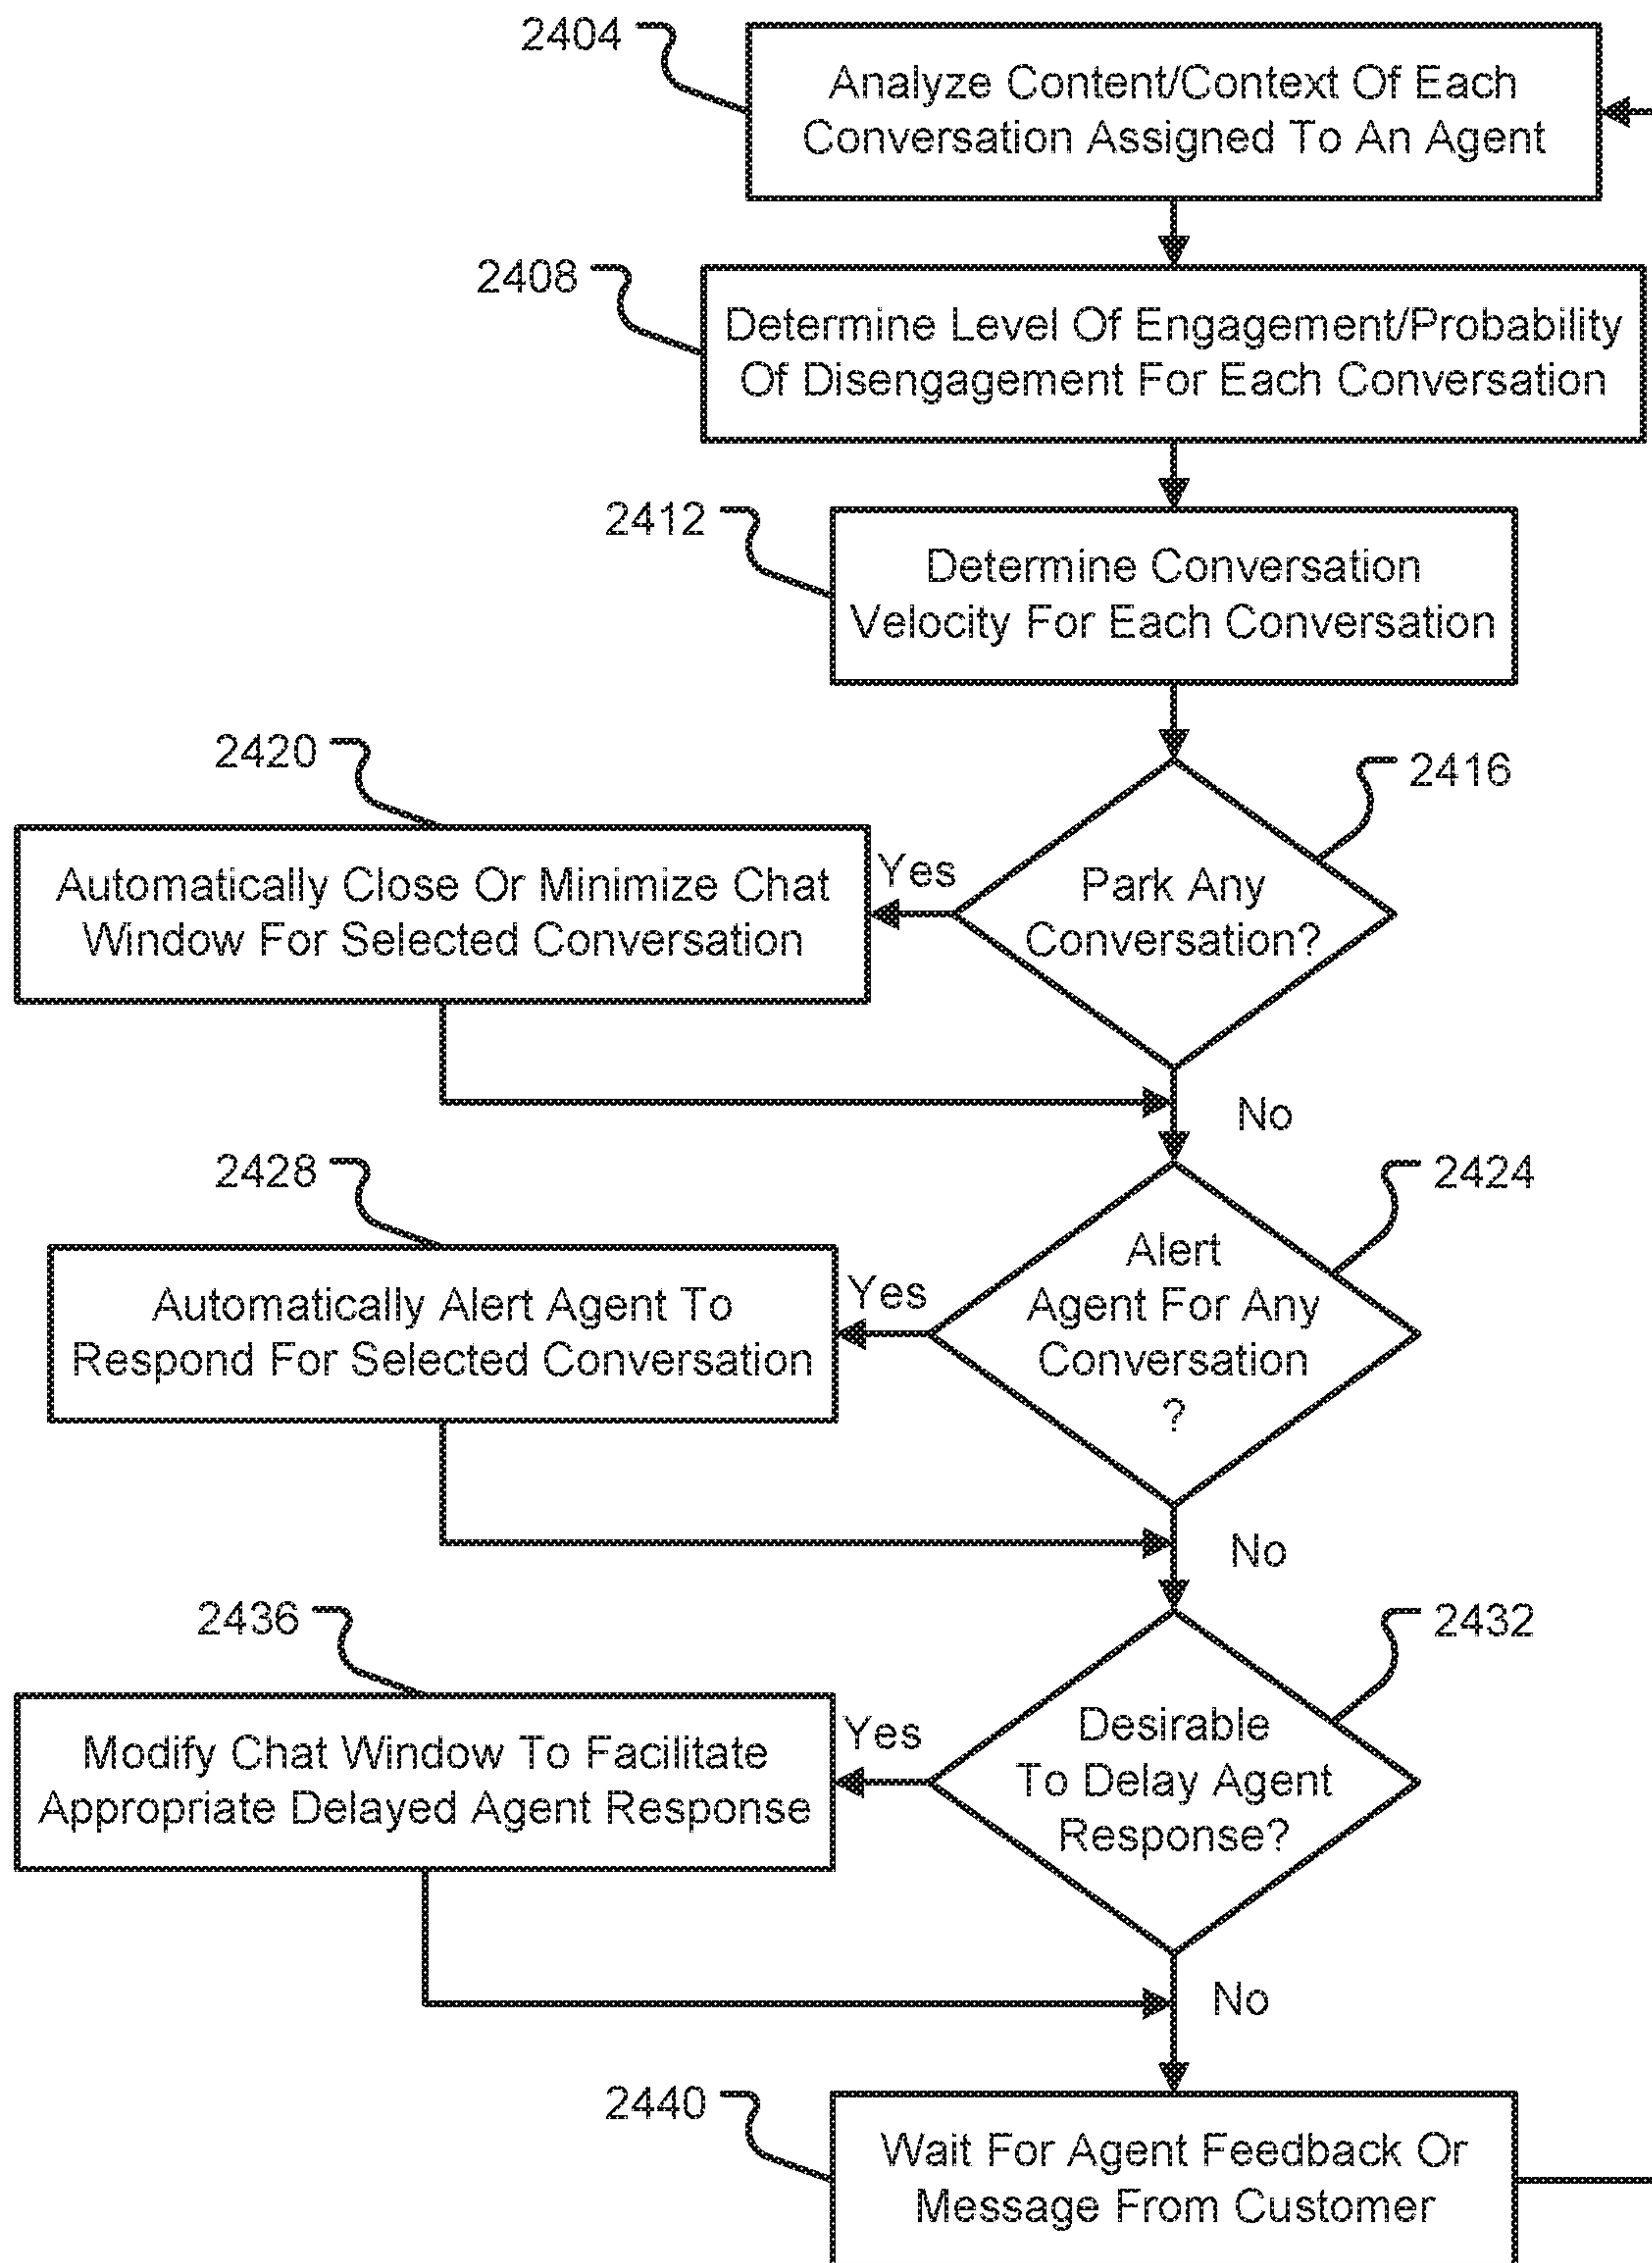 2404
Analyze Content/Context Of Each
Conversation Assigned To An Agent
2408
Determine Level Of Engagement/Probability
Of Disengagement For Each Conversation
2412
Determine Conversation
Velocity For Each Conversation
2420
2416
Automatically Close Or Minimize Chat
Window For Selected Conversation
Yes
Park Any
Conversation?
No
2428
2424
Automatically Alert Agent To
Respond For Selected Conversation
Yes
Alert
Agent For Any
Conversation
?
No
2436
2432
Modify Chat Window To Facilitate
Appropriate Delayed Agent Response
Yes
Desirable
To Delay Agent
Response?
No
2440
Wait For Agent Feedback Or
Message From Customer